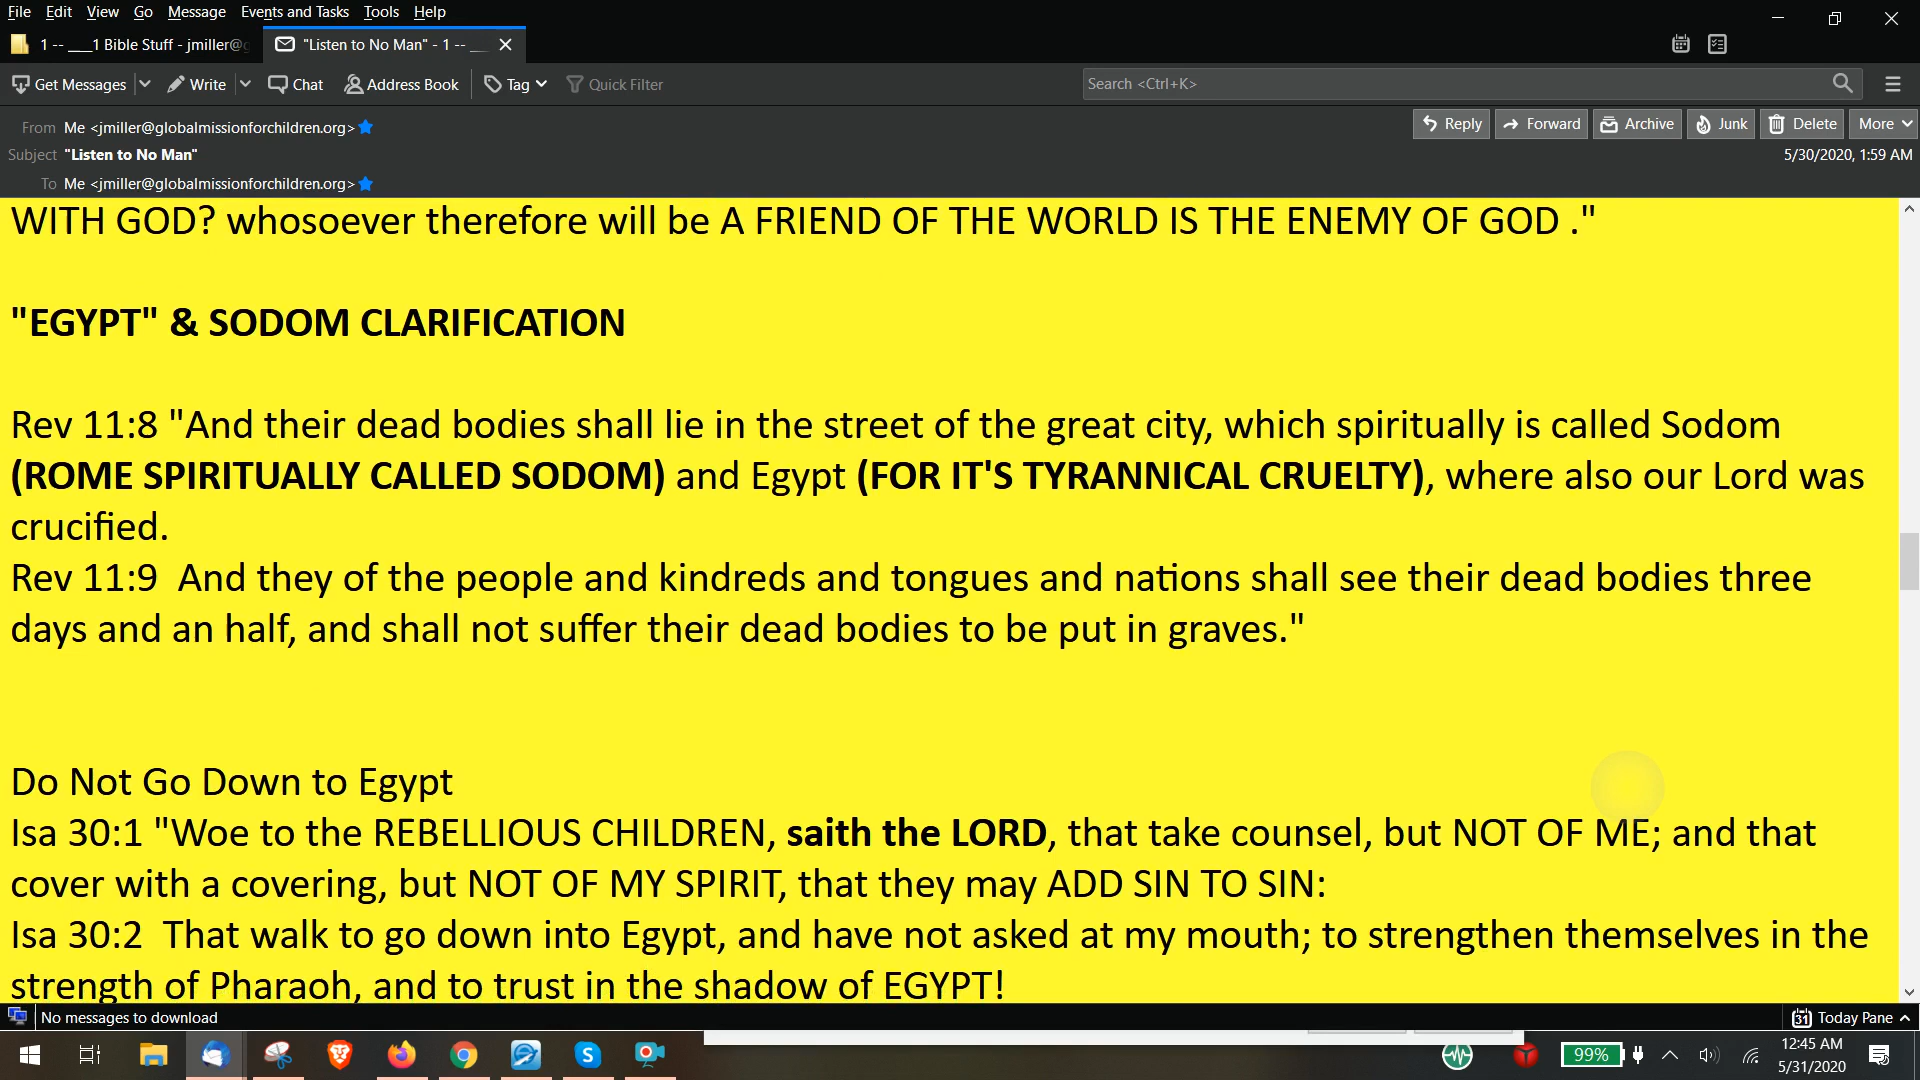 File Edit View Go Message Events and Tasks Tools Help
1 -- ___1 Bible Stuff - jmiller@g
"Listen to No Man" - 1 -- __
Get Messages Write Chat Address Book Tag Quick Filter Search <Ctrl+K>
From Me <jmiller@globalmissionforchildren.org> Reply Forward Archive Junk Delete More
Subject "Listen to No Man" 5/30/2020, 1:59 AM
To Me <jmiller@globalmissionforchildren.org>
WITH GOD? whosoever therefore will be A FRIEND OF THE WORLD IS THE ENEMY OF GOD ."
"EGYPT" & SODOM CLARIFICATION
Rev 11:8 "And their dead bodies shall lie in the street of the great city, which spiritually is called Sodom
(ROME SPIRITUALLY CALLED SODOM) and Egypt (FOR IT'S TYRANNICAL CRUELTY), where also our Lord was
crucified.
Rev 11:9 And they of the people and kindreds and tongues and nations shall see their dead bodies three
days and an half, and shall not suffer their dead bodies to be put in graves."
Do Not Go Down to Egypt
Isa 30:1 "Woe to the REBELLIOUS CHILDREN, saith the LORD, that take counsel, but NOT OF ME; and that
cover with a covering, but NOT OF MY SPIRIT, that they may ADD SIN TO SIN:
Isa 30:2 That walk to go down into Egypt, and have not asked at my mouth; to strengthen themselves in the
strength of Pharaoh, and to trust in the shadow of EGYPT!
No messages to download 31 Today Pane
99% 12:45 AM
5/31/2020